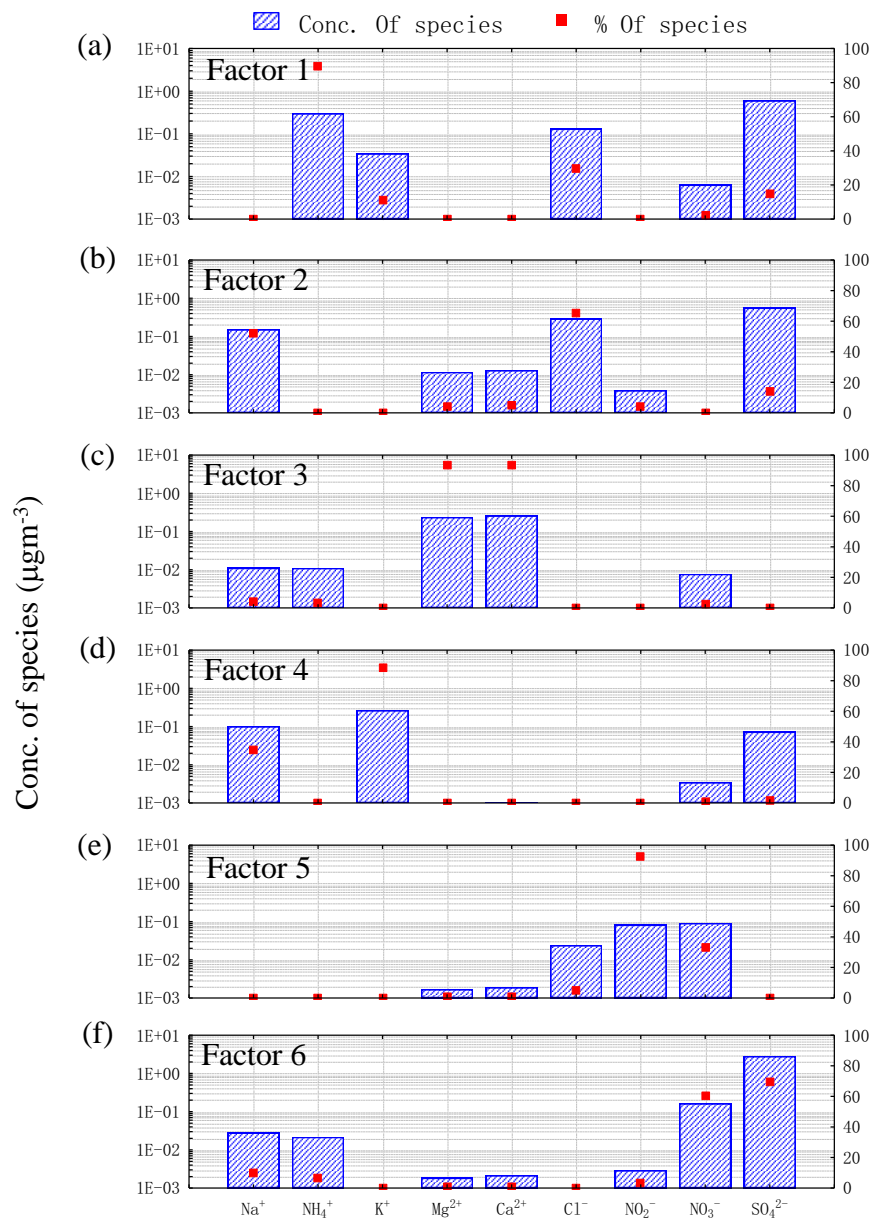 Conc. Of species % Of species
(a) Factor 1
1E+01 100
1E+00 80
1E-01 60
1E-02 40
1E-03 20
0
(b) Factor 2
1E+01 100
1E+00 80
1E-01 60
1E-02 40
1E-03 20
0
(c) Factor 3
1E+01 100
1E+00 80
1E-01 60
1E-02 40
1E-03 20
0
(d) Factor 4
1E+01 100
1E+00 80
1E-01 60
1E-02 40
1E-03 20
0
(e) Factor 5
1E+01 100
1E+00 80
1E-01 60
1E-02 40
1E-03 20
0
(f) Factor 6
1E+01 100
1E+00 80
1E-01 60
1E-02 40
1E-03 20
0
Na⁺ NH₄⁺ K⁺ Mg²⁺ Ca²⁺ Cl⁻ NO₂⁻ NO₃⁻ SO₄²⁻
Conc. of species (μgm⁻³)